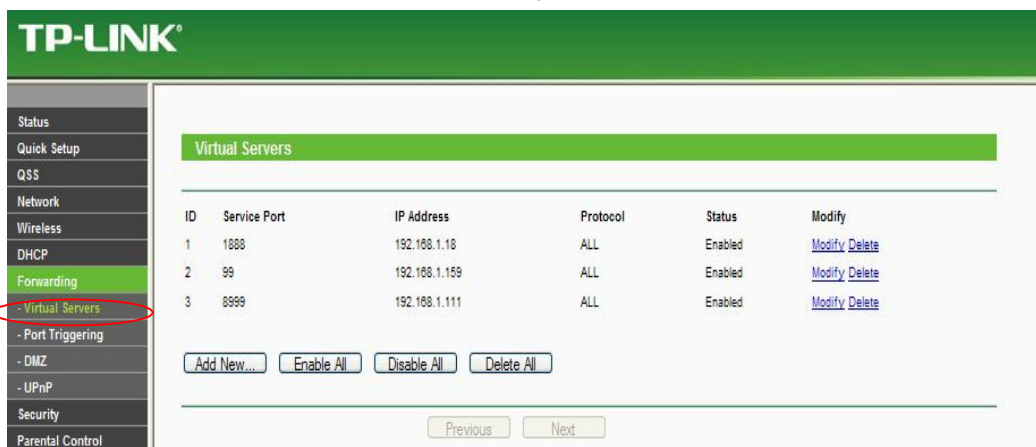 TP-LINK®
Status
Quick Setup
QSS
Network
Wireless
DHCP
Forwarding
- Virtual Servers
- Port Triggering
- DMZ
- UPnP
Security
Parental Control
Virtual Servers
ID Service Port IP Address Protocol Status Modify
1 1888 192.168.1.18 ALL Enabled Modify Delete
2 99 192.168.1.159 ALL Enabled Modify Delete
3 8999 192.168.1.111 ALL Enabled Modify Delete
Add New... Enable All Disable All Delete All
Previous Next